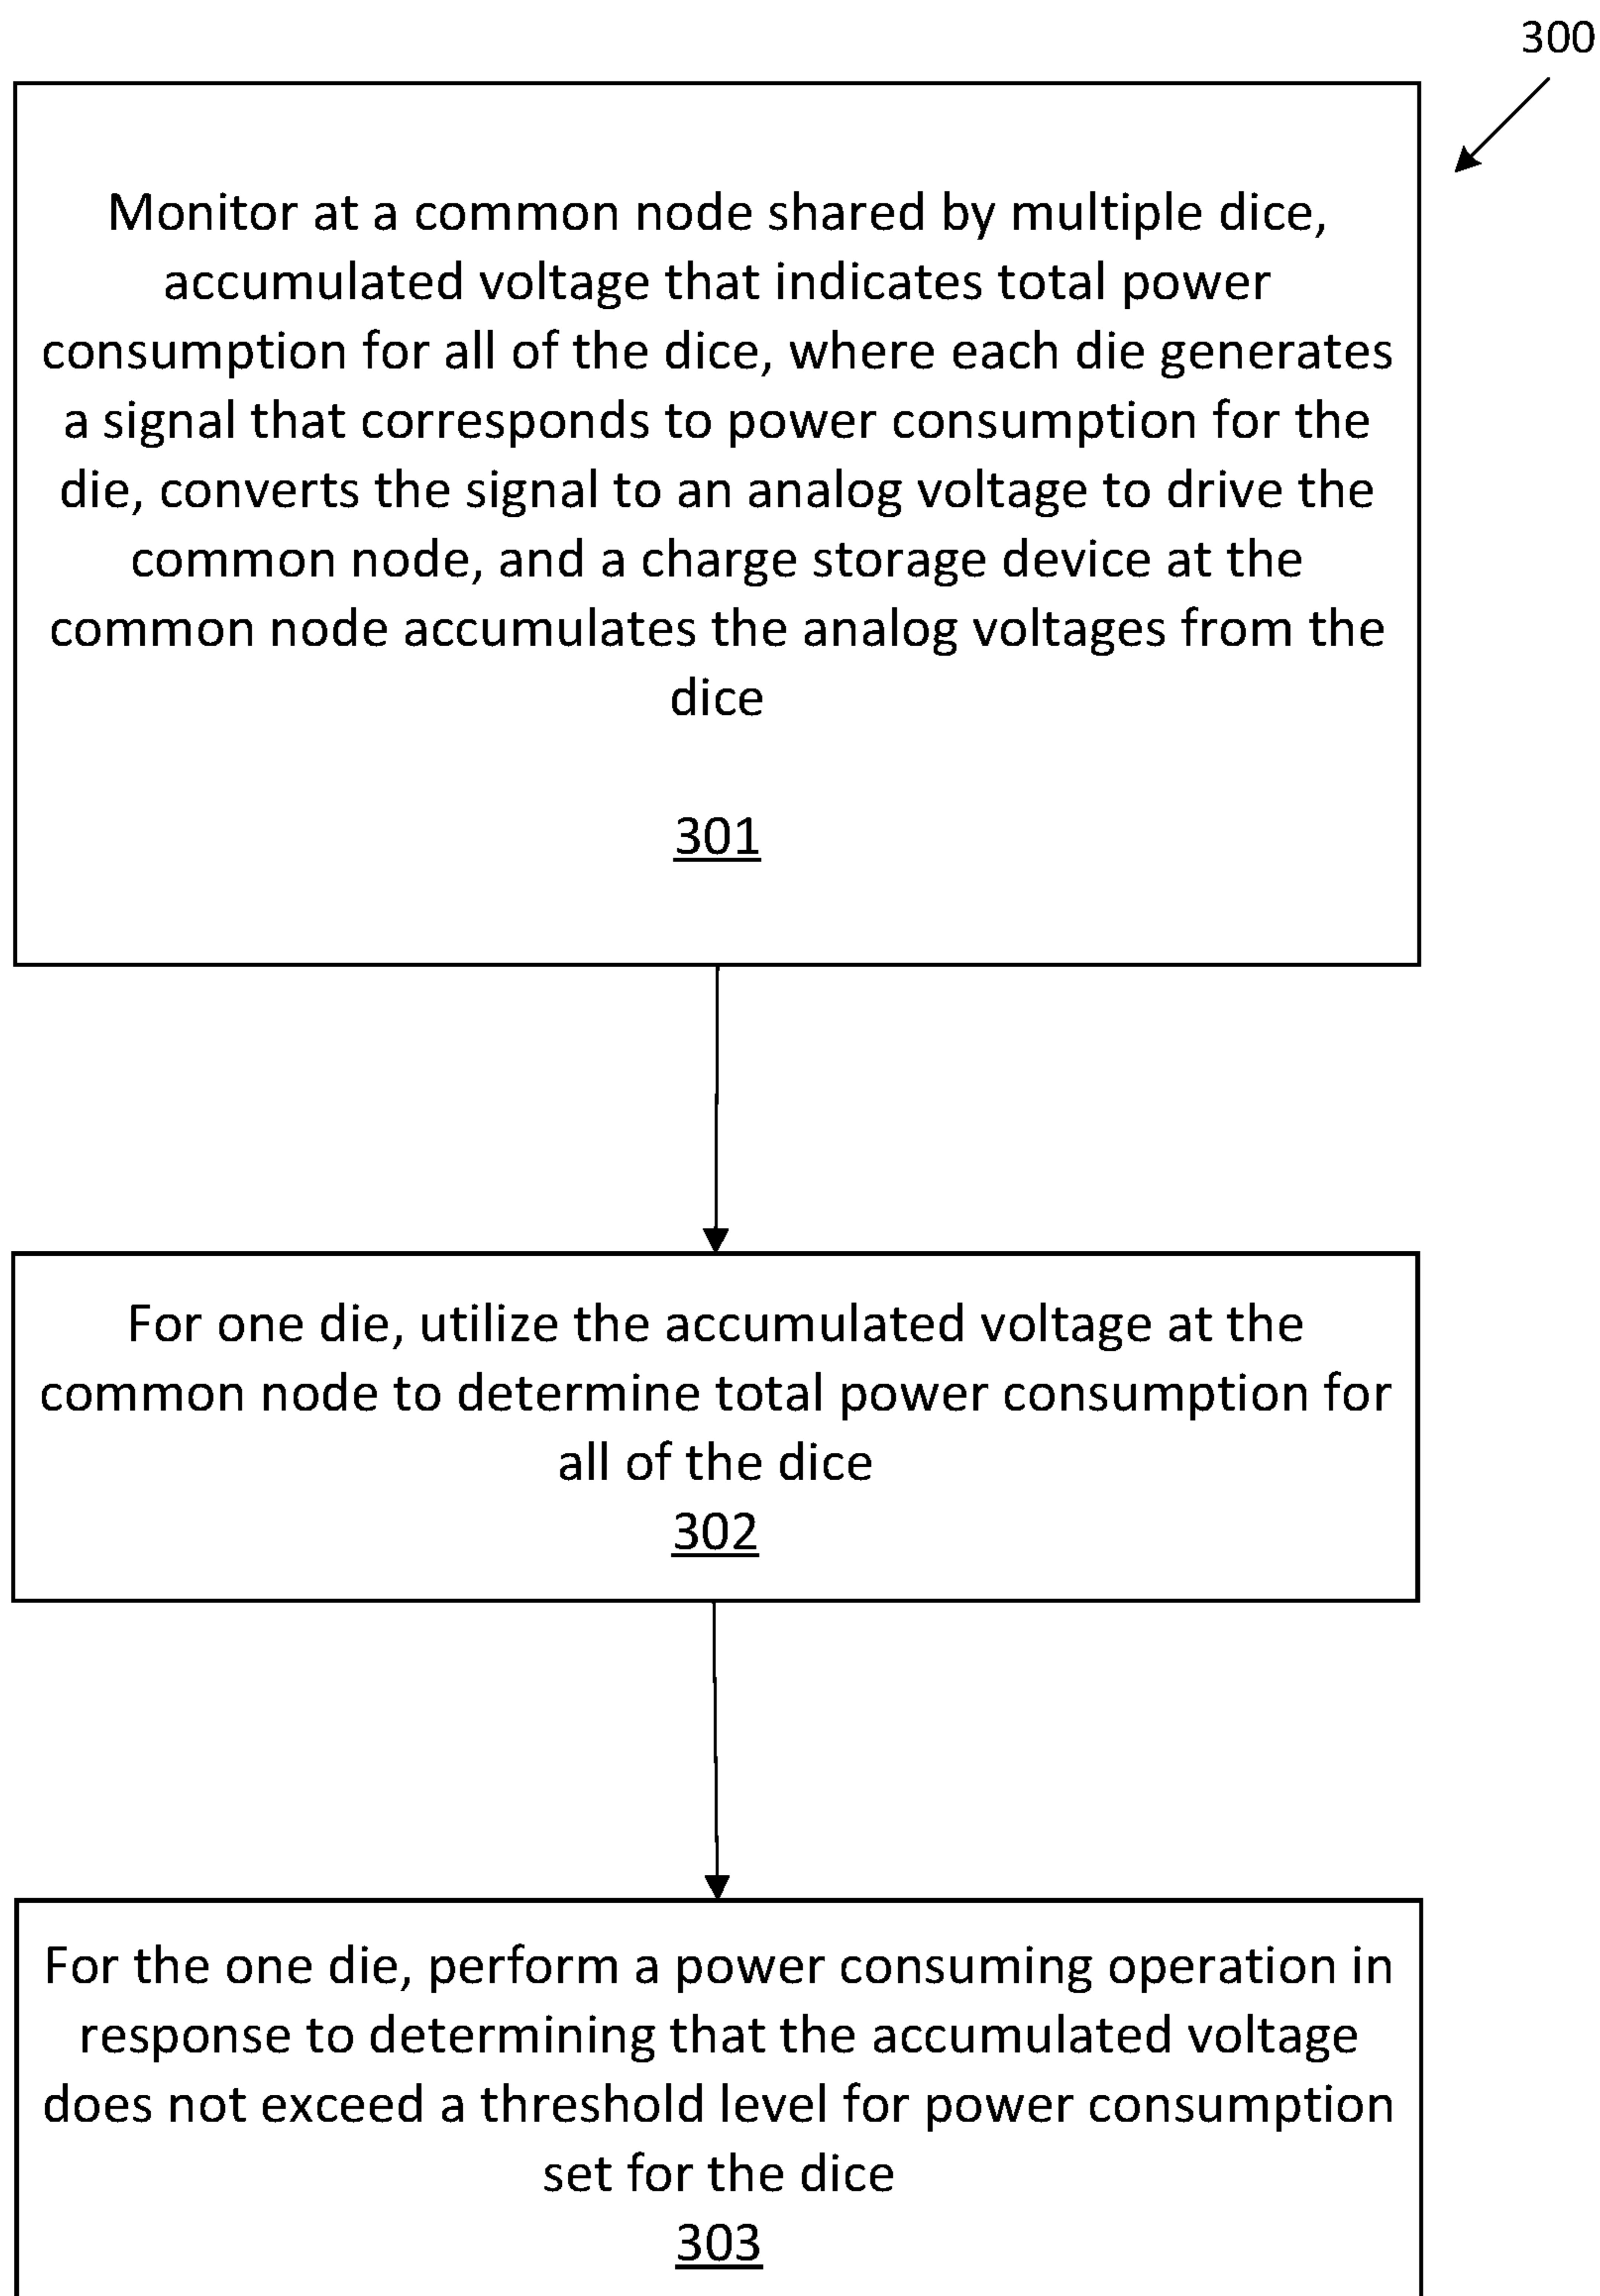 300
Monitor at a common node shared by multiple dice,
accumulated voltage that indicates total power
consumption for all of the dice, where each die generates
a signal that corresponds to power consumption for the
die, converts the signal to an analog voltage to drive the
common node, and a charge storage device at the
common node accumulates the analog voltages from the
dice
301
For one die, utilize the accumulated voltage at the
common node to determine total power consumption for
all of the dice
302
For the one die, perform a power consuming operation in
response to determining that the accumulated voltage
does not exceed a threshold level for power consumption
set for the dice
303